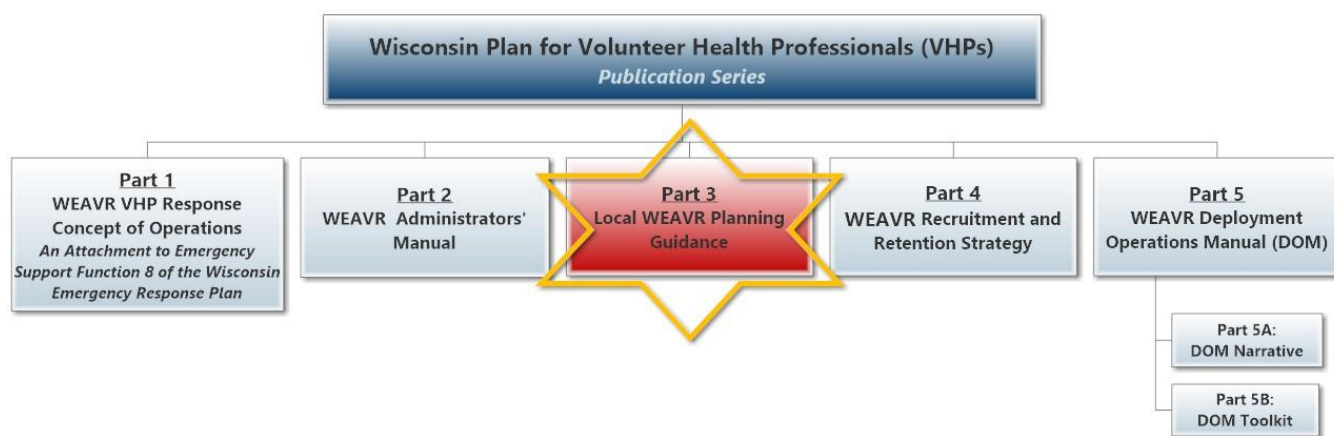 Wisconsin Plan for Volunteer Health Professionals (VHPs)
Publication Series
Part 1
WEAVR VHP Response
Concept of Operations
An Attachment to Emergency
Support Function 8 of the Wisconsin
Emergency Response Plan
Part 2
WEAVR Administrators'
Manual
Part 3
Local WEAVR Planning
Guidance
Part 4
WEAVR Recruitment and
Retention Strategy
Part 5
WEAVR Deployment
Operations Manual (DOM)
Part 5A:
DOM Narrative
Part 5B:
DOM Toolkit